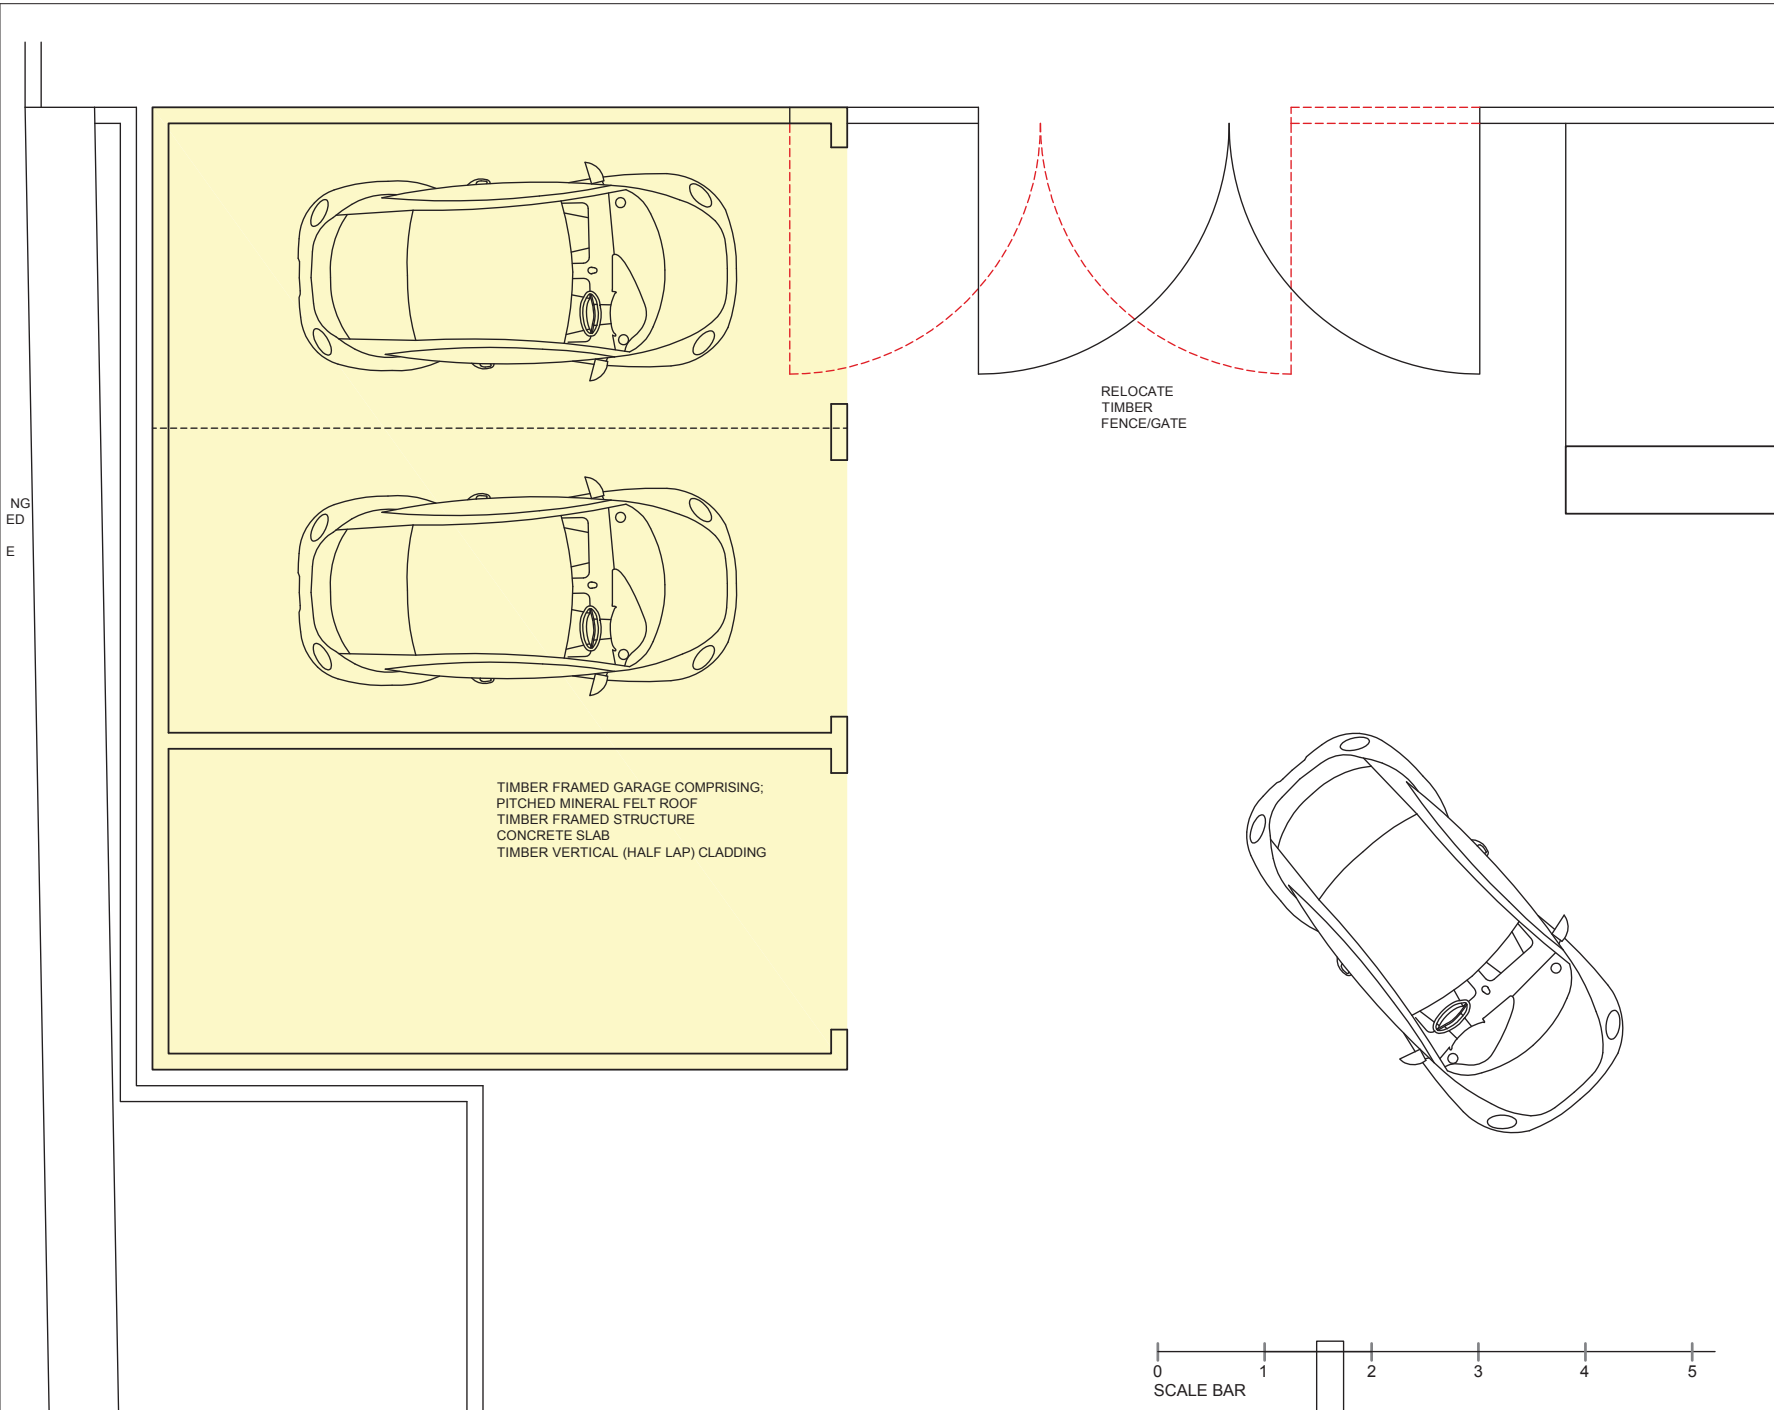 RELOCATE
TIMBER
FENCE/GATE
NG
ED
E
TIMBER FRAMED GARAGE COMPRISING;
PITCHED MINERAL FELT ROOF
TIMBER FRAMED STRUCTURE
CONCRETE SLAB
TIMBER VERTICAL (HALF LAP) CLADDING
0 1 2 3 4 5
SCALE BAR